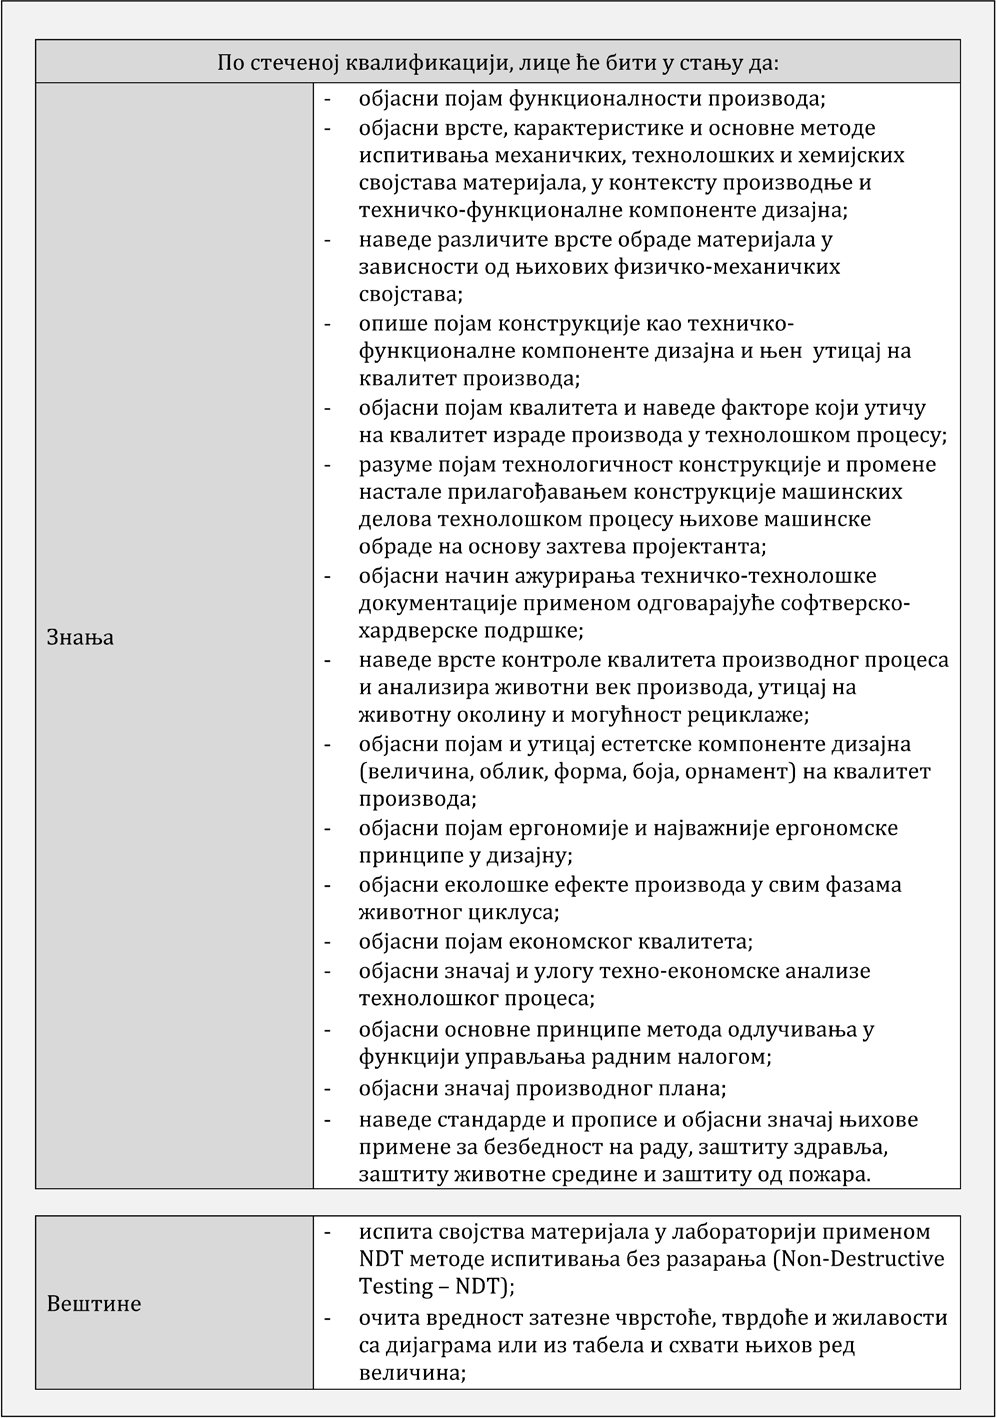 По стеченој квалификацији, лице ће бити у стању да:
Знања
- објасни појам функционалности производа;
- објасни врсте, карактеристике и основне методе
испитивања механичких, технолошких и хемијских
својстава материјала, у контексту производње и
техничко-функционалне компоненте дизајна;
- наведе различите врсте обраде материјала у
зависности од њихових физичко-механичких
својстава;
- опише појам конструкције као техничко-
функционалне компоненте дизајна и њен утицај на
квалитет производа;
- објасни појам квалитета и наведе факторе који утичу
на квалитет израде производа у технолошком процесу;
- разуме појам технологичност конструкције и промене
настале прилагођавањем конструкције машинских
делова технолошком процесу њихове машинске
обраде на основу захтева пројектанта;
- објасни начин ажурирања техничко-технолошке
документације применом одговарајуће софтверско-
хардверске подршке;
- наведе врсте контроле квалитета производног процеса
и анализира животни век производа, утицај на
животну околину и могућност рециклаже;
- објасни појам и утицај естетске компоненте дизајна
(величина, облик, форма, боја, орнамент) на квалитет
производа;
- објасни појам ергономије и најважније ергономске
принципе у дизајну;
- објасни еколошке ефекте производа у свим фазама
животног циклуса;
- објасни појам економског квалитета;
- објасни значај и улогу техно-економске анализе
технолошког процеса;
- објасни основне принципе метода одлучивања у
функцији управљања радним налогом;
- објасни значај производног плана;
- наведе стандарде и прописе и објасни значај њихове
примене за безбедност на раду, заштиту здравља,
заштиту животне средине и заштиту од пожара.
Вештине
- испита својства материјала у лабораторији применом
NDT методе испитивања без разарања (Non-Destructive
Testing – NDT);
- очита вредност затезне чврстоће, тврдоће и жилавости
са дијаграма или из табела и схвати њихов ред
величина;